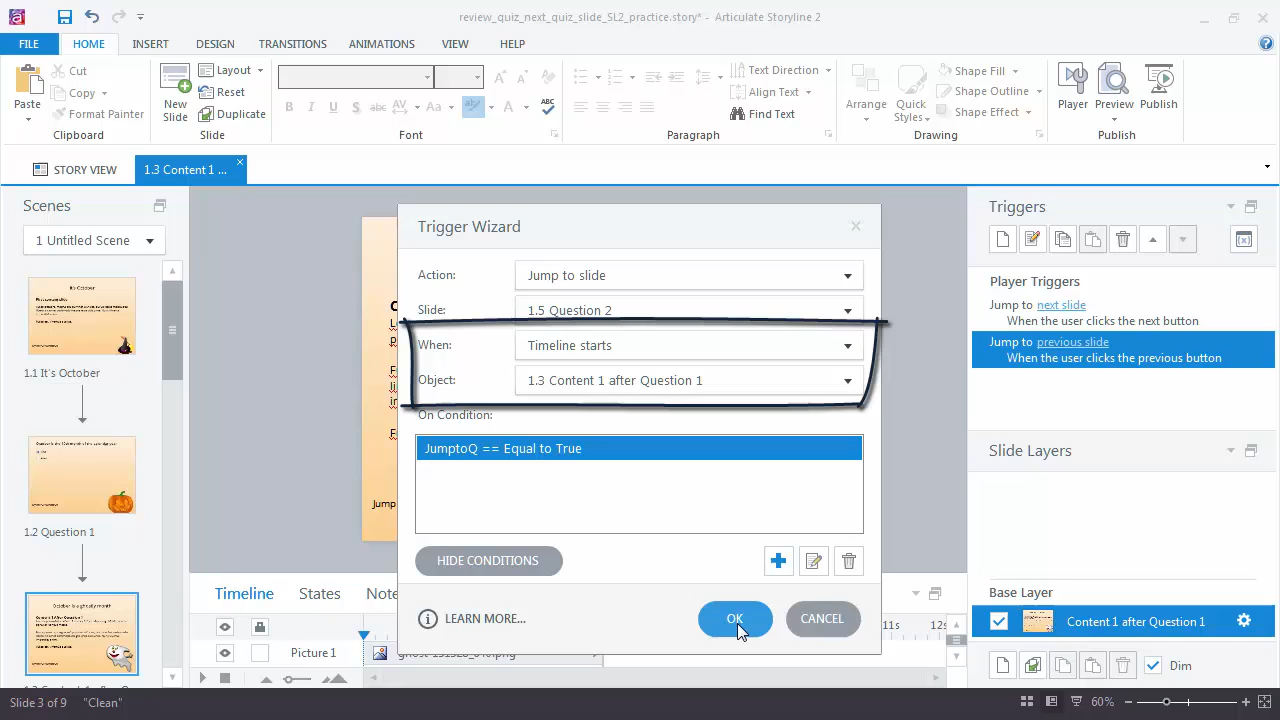 review_quiz_next_quiz_slide_SL2_practice.story* - Articulate Storyline 2
FILE HOME INSERT DESIGN TRANSITIONS ANIMATIONS VIEW HELP
Paste
Cut
Copy
Format Painter
Clipboard
New Slide
Layout
Reset
Duplicate
Slide
B I U S AV Aa A
ABC
Font
Text Direction
Align Text
Find Text
Paragraph
Arrange
Quick Styles
Shape Fill
Shape Outline
Shape Effect
Drawing
Player
Preview
Publish
Publish
STORY VIEW
1.3 Content 1 ...
Scenes
1 Untitled Scene
It's October
1.1 It's October
1.2 Question 1
October is a ghostly month
Trigger Wizard
Action: Jump to slide
Slide: 1.5 Question 2
When: Timeline starts
Object: 1.3 Content 1 after Question 1
On Condition:
JumptoQ == Equal to True
HIDE CONDITIONS
LEARN MORE...
OK
CANCEL
Jump
Timeline States
Picture 1
11s 12s
Triggers
Player Triggers
Jump to next slide
When the user clicks the next button
Jump to previous slide
When the user clicks the previous button
Slide Layers
Base Layer
Content 1 after Question 1
Dim
Slide 3 of 9 "Clean"
60%